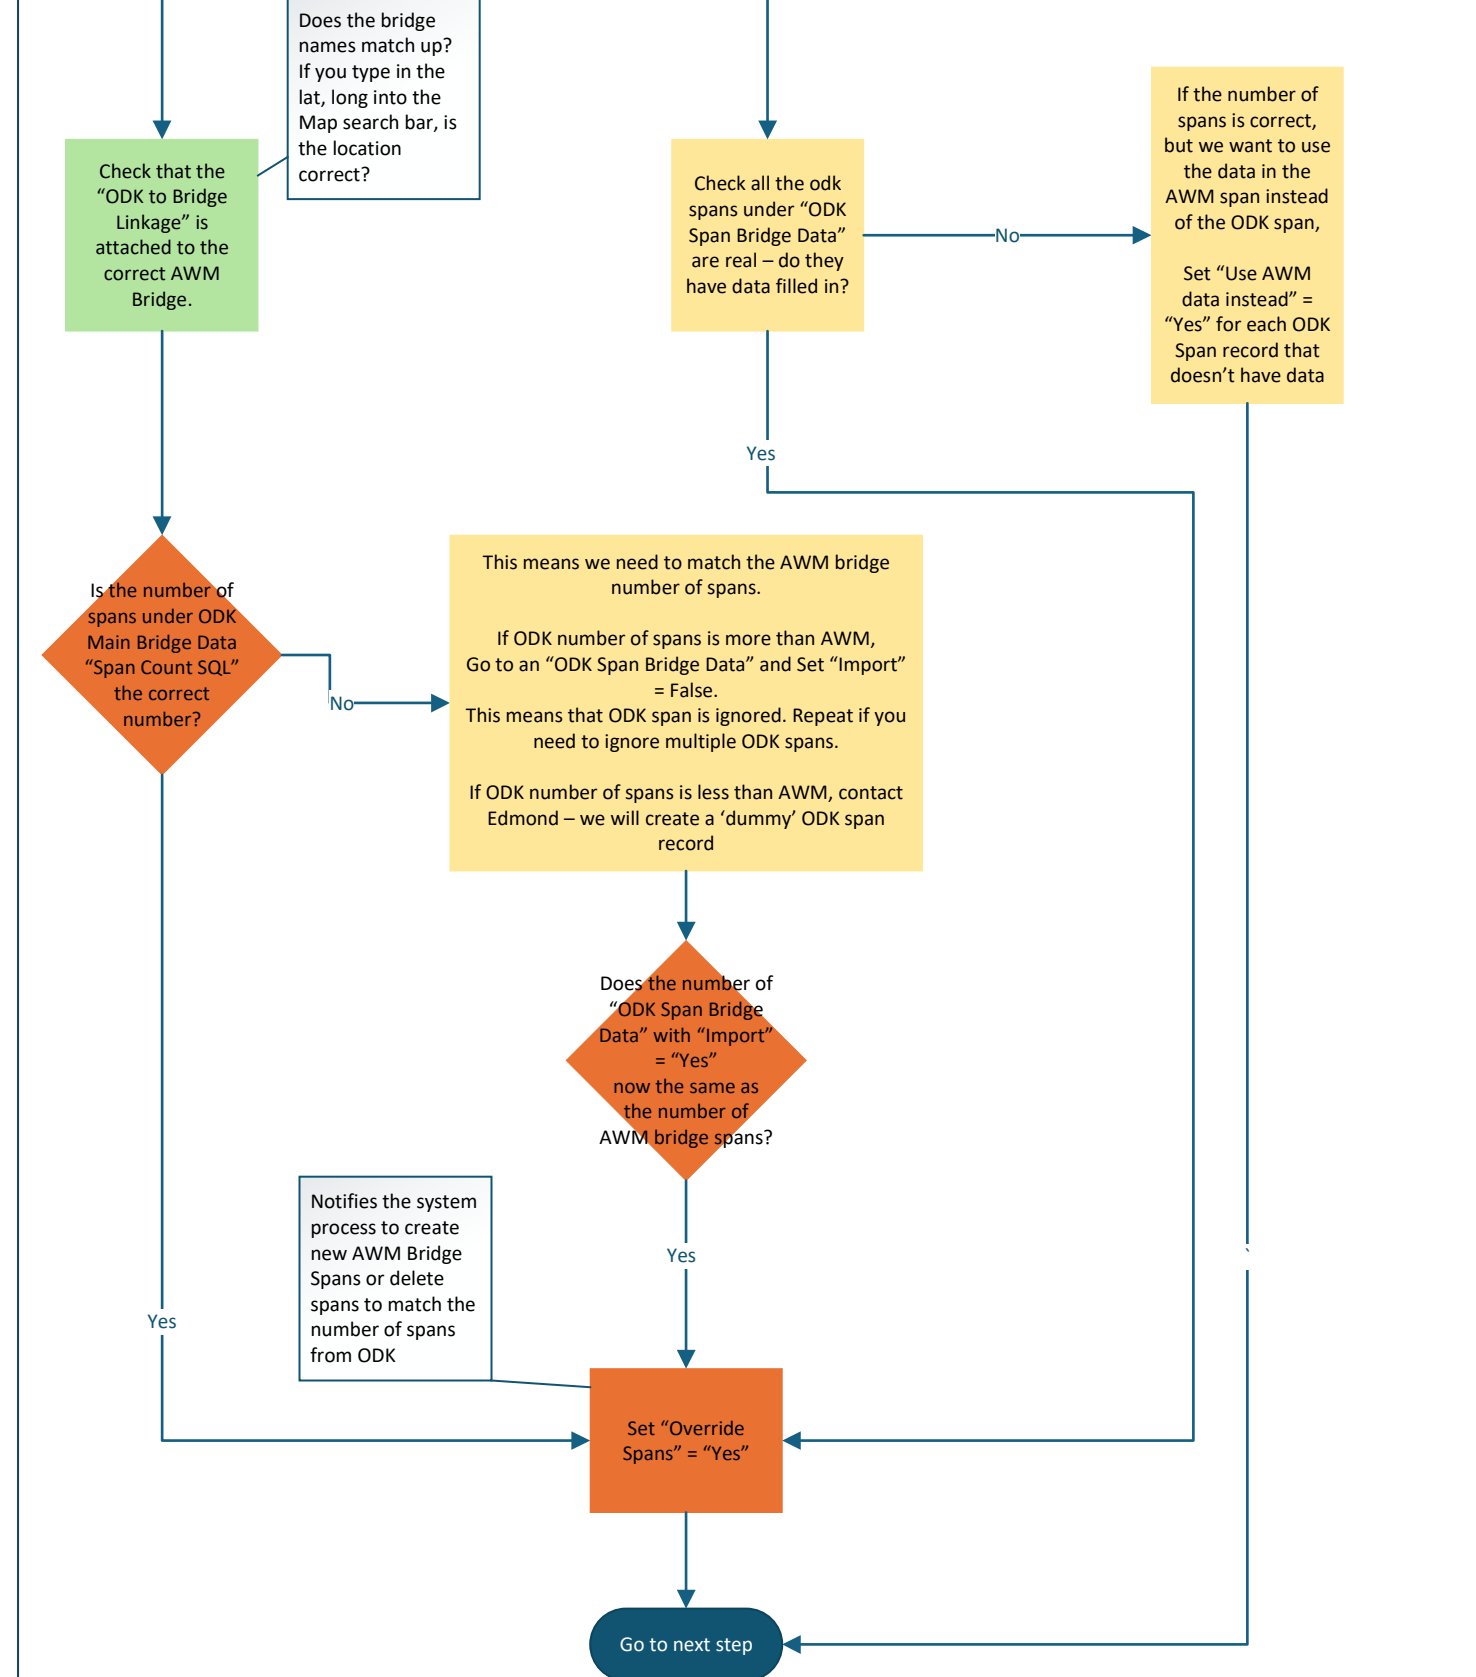 Does the bridge
names match up?
If you type in the
lat, long into the
Map search bar, is
the location
correct?
Check that the
“ODK to Bridge
Linkage” is
attached to the
correct AWM
Bridge.
Check all the odk
spans under “ODK
Span Bridge Data”
are real – do they
have data filled in?
No
If the number of
spans is correct,
but we want to use
the data in the
AWM span instead
of the ODK span,
Set “Use AWM
data instead” =
“Yes” for each ODK
Span record that
doesn’t have data
Yes
Is the number of
spans under ODK
Main Bridge Data
“Span Count SQL”
the correct
number?
No
This means we need to match the AWM bridge
number of spans.
If ODK number of spans is more than AWM,
Go to an “ODK Span Bridge Data” and Set “Import”
= False.
This means that ODK span is ignored. Repeat if you
need to ignore multiple ODK spans.
If ODK number of spans is less than AWM, contact
Edmond – we will create a ‘dummy’ ODK span
record
Does the number of
“ODK Span Bridge
Data” with “Import”
= “Yes”
now the same as
the number of
AWM bridge spans?
Notifies the system
process to create
new AWM Bridge
Spans or delete
spans to match the
number of spans
from ODK
Yes
`
Yes
Set “Override
Spans” = “Yes”
Go to next step